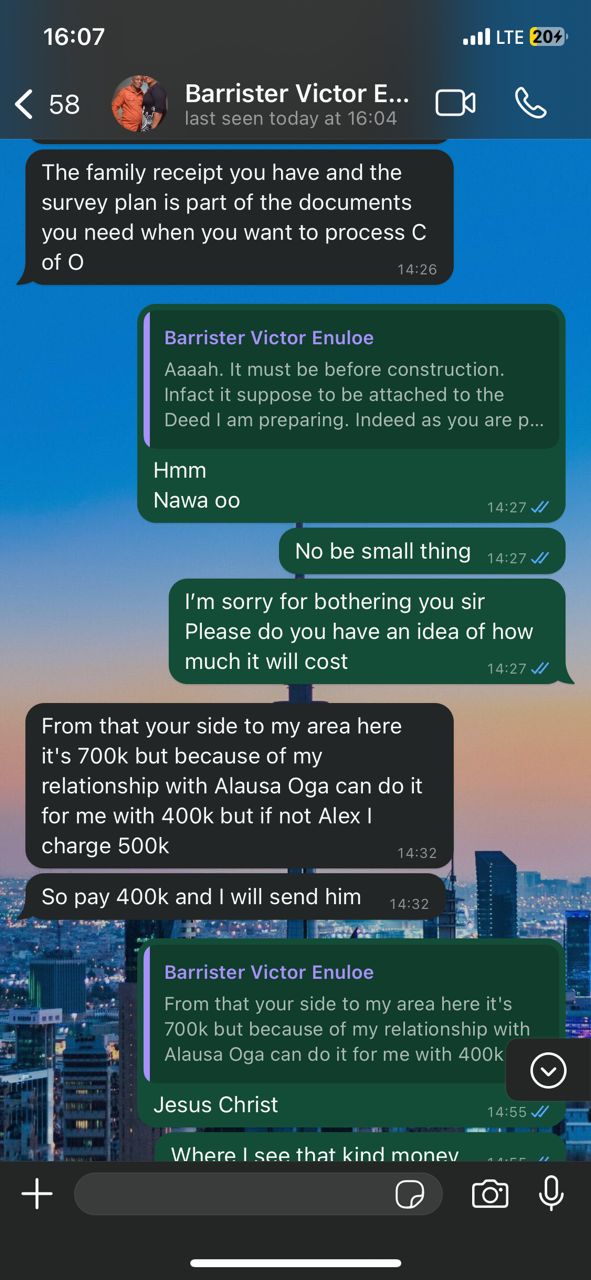 16:07
LTE 20
58
Barrister Victor E...
last seen today at 16:04
The family receipt you have and the
survey plan is part of the documents
you need when you want to process C
of O
14:26
Barrister Victor Enuloe
Aaaah. It must be before construction.
Infact it suppose to be attached to the
Deed I am preparing. Indeed as you are p...
Hmm
Nawa oo
14:27
No be small thing
14:27
I'm sorry for bothering you sir
Please do you have an idea of how
much it will cost
14:27
From that your side to my area here
it's 700k but because of my
relationship with Alausa Oga can do it
for me with 400k but if not Alex I
charge 500k
14:32
So pay 400k and I will send him
14:32
Barrister Victor Enuloe
From that your side to my area here it's
700k but because of my relationship with
Alausa Oga can do it for me with 400k
Jesus Christ
14:55
Where I see that kind money
14:55